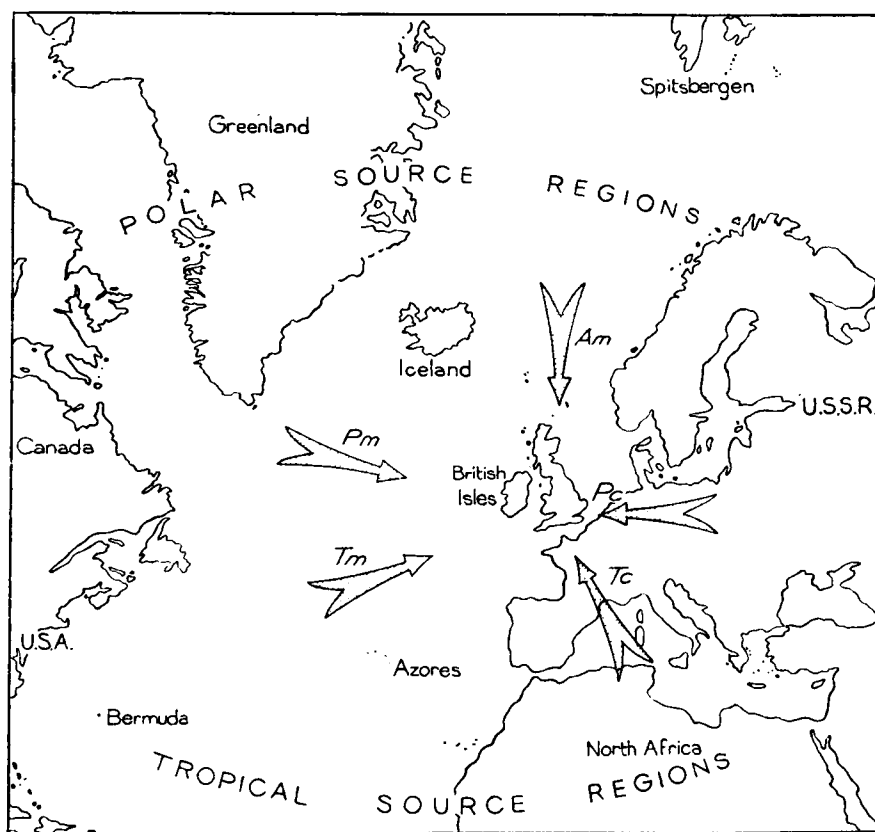 Spitsbergen
Greenland
POLAR SOURCE REGIONS
Iceland
Am
U.S.S.R.
Canada
Pm
British
Isles
Pc
Tm
Tc
U.S.A.
Azores
Bermuda
North Africa
TROPICAL SOURCE REGIONS